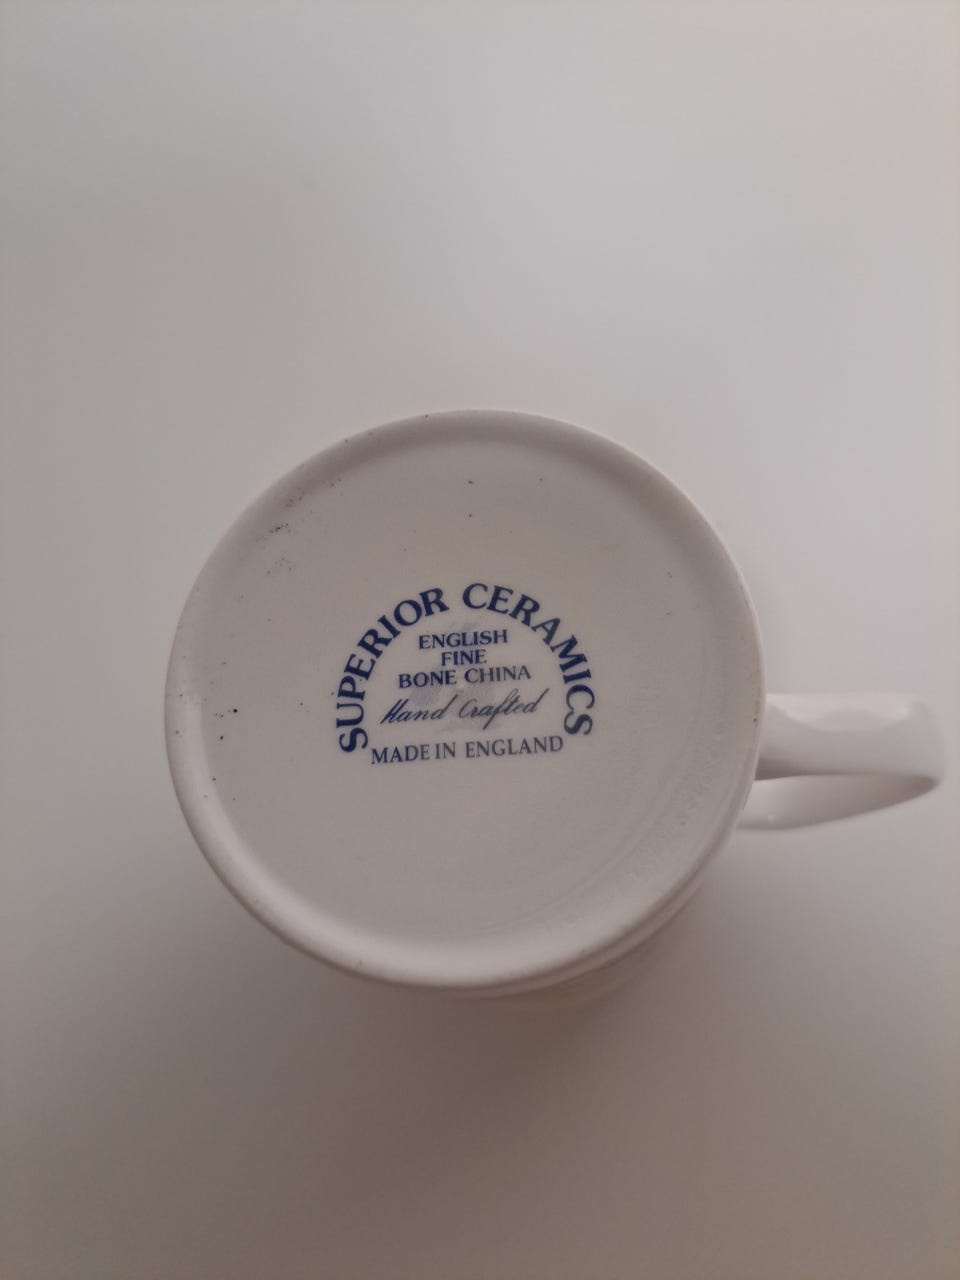 SUPERIOR CERAMICS
ENGLISH
FINE
BONE CHINA
Hand Crafted
MADE IN ENGLAND